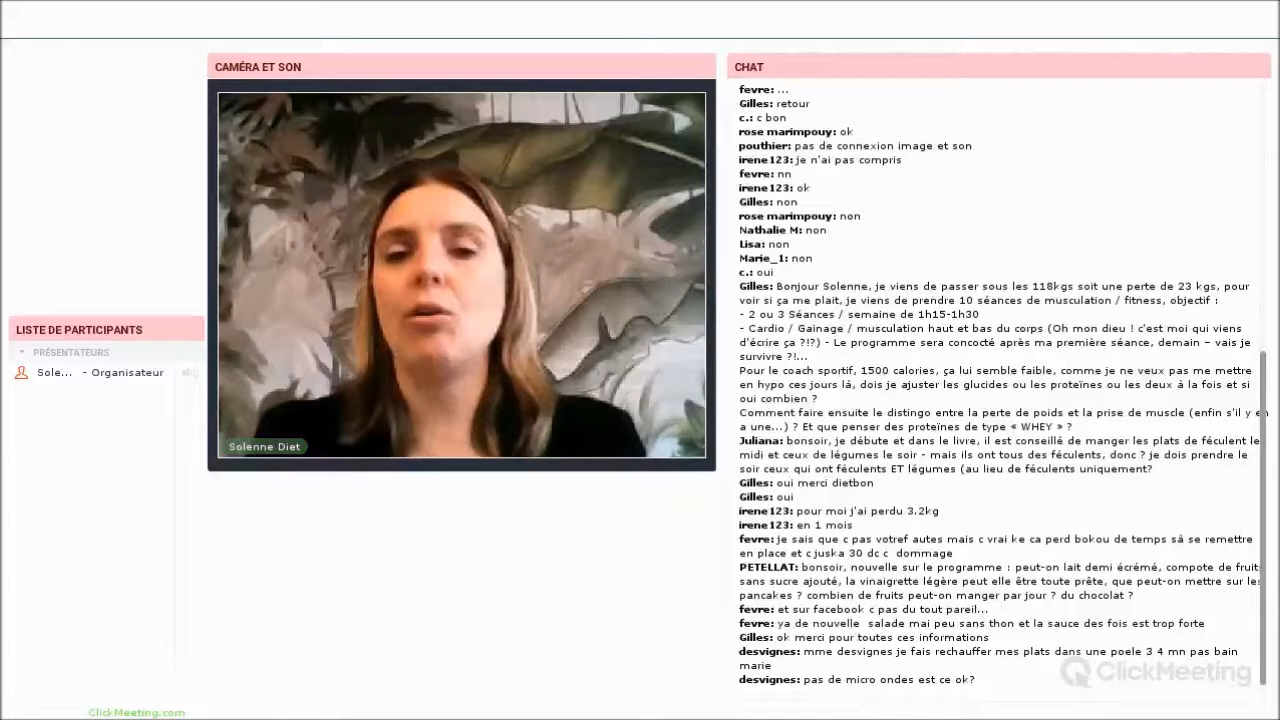 CAMÉRA ET SON
Solenne Diet
LISTE DE PARTICIPANTS
PRÉSENTATEURS
Sole... - Organisateur
CHAT
fevre: ...
Gilles: retour
c.: c bon
rose marimpouy: ok
pouthier: pas de connexion image et son
irene123: je n'ai pas compris
fevre: nn
irene123: ok
Gilles: non
rose marimpouy: non
Nathalie M: non
Lisa: non
Marie_1: non
c.: oui
Gilles: Bonjour Solenne, je viens de passer sous les 118kgs soit une perte de 23 kgs, pour
voir si ça me plait, je viens de prendre 10 séances de musculation / fitness, objectif :
- 2 ou 3 Séances / semaine de 1h15-1h30
- Cardio / Gainage / musculation haut et bas du corps (Oh mon dieu ! c'est moi qui viens
d'écrire ça ?!?) - Le programme sera concocté après ma première séance, demain – vais je
survivre ?!...
Pour le coach sportif, 1500 calories, ça lui semble faible, comme je ne veux pas me mettre
en hypo ces jours là, dois je ajuster les glucides ou les protéines ou les deux à la fois et si
oui combien ?
Comment faire ensuite le distingo entre la perte de poids et la prise de muscle (enfin s'il y en
a une...) ? Et que penser des protéines de type « WHEY » ?
Juliana: bonsoir, je débute et dans le livre, il est conseillé de manger les plats de féculent le
midi et ceux de légumes le soir - mais ils ont tous des féculents, donc ? je dois prendre le
soir ceux qui ont féculents ET légumes (au lieu de féculents uniquement?
Gilles: oui merci dietbon
Gilles: oui
irene123: pour moi j'ai perdu 3.2kg
irene123: en 1 mois
fevre: je sais que c pas votref autes mais c vrai ke ca perd bokou de temps sà se remettre
en place et c juska 30 dc c dommage
PETELLAT: bonsoir, nouvelle sur le programme : peut-on lait demi écrémé, compote de fruits
sans sucre ajouté, la vinaigrette légère peut elle être toute prête, que peut-on mettre sur les
pancakes ? combien de fruits peut-on manger par jour ? du chocolat ?
fevre: et sur facebook c pas du tout pareil...
fevre: ya de nouvelle salade mai peu sans thon et la sauce des fois est trop forte
Gilles: ok merci pour toutes ces informations
desvignes: mme desvignes je fais rechauffer mes plats dans une poele 3 4 mn pas bain
marie
desvignes: pas de micro ondes est ce ok?
ClickMeeting
ClickMeeting.com